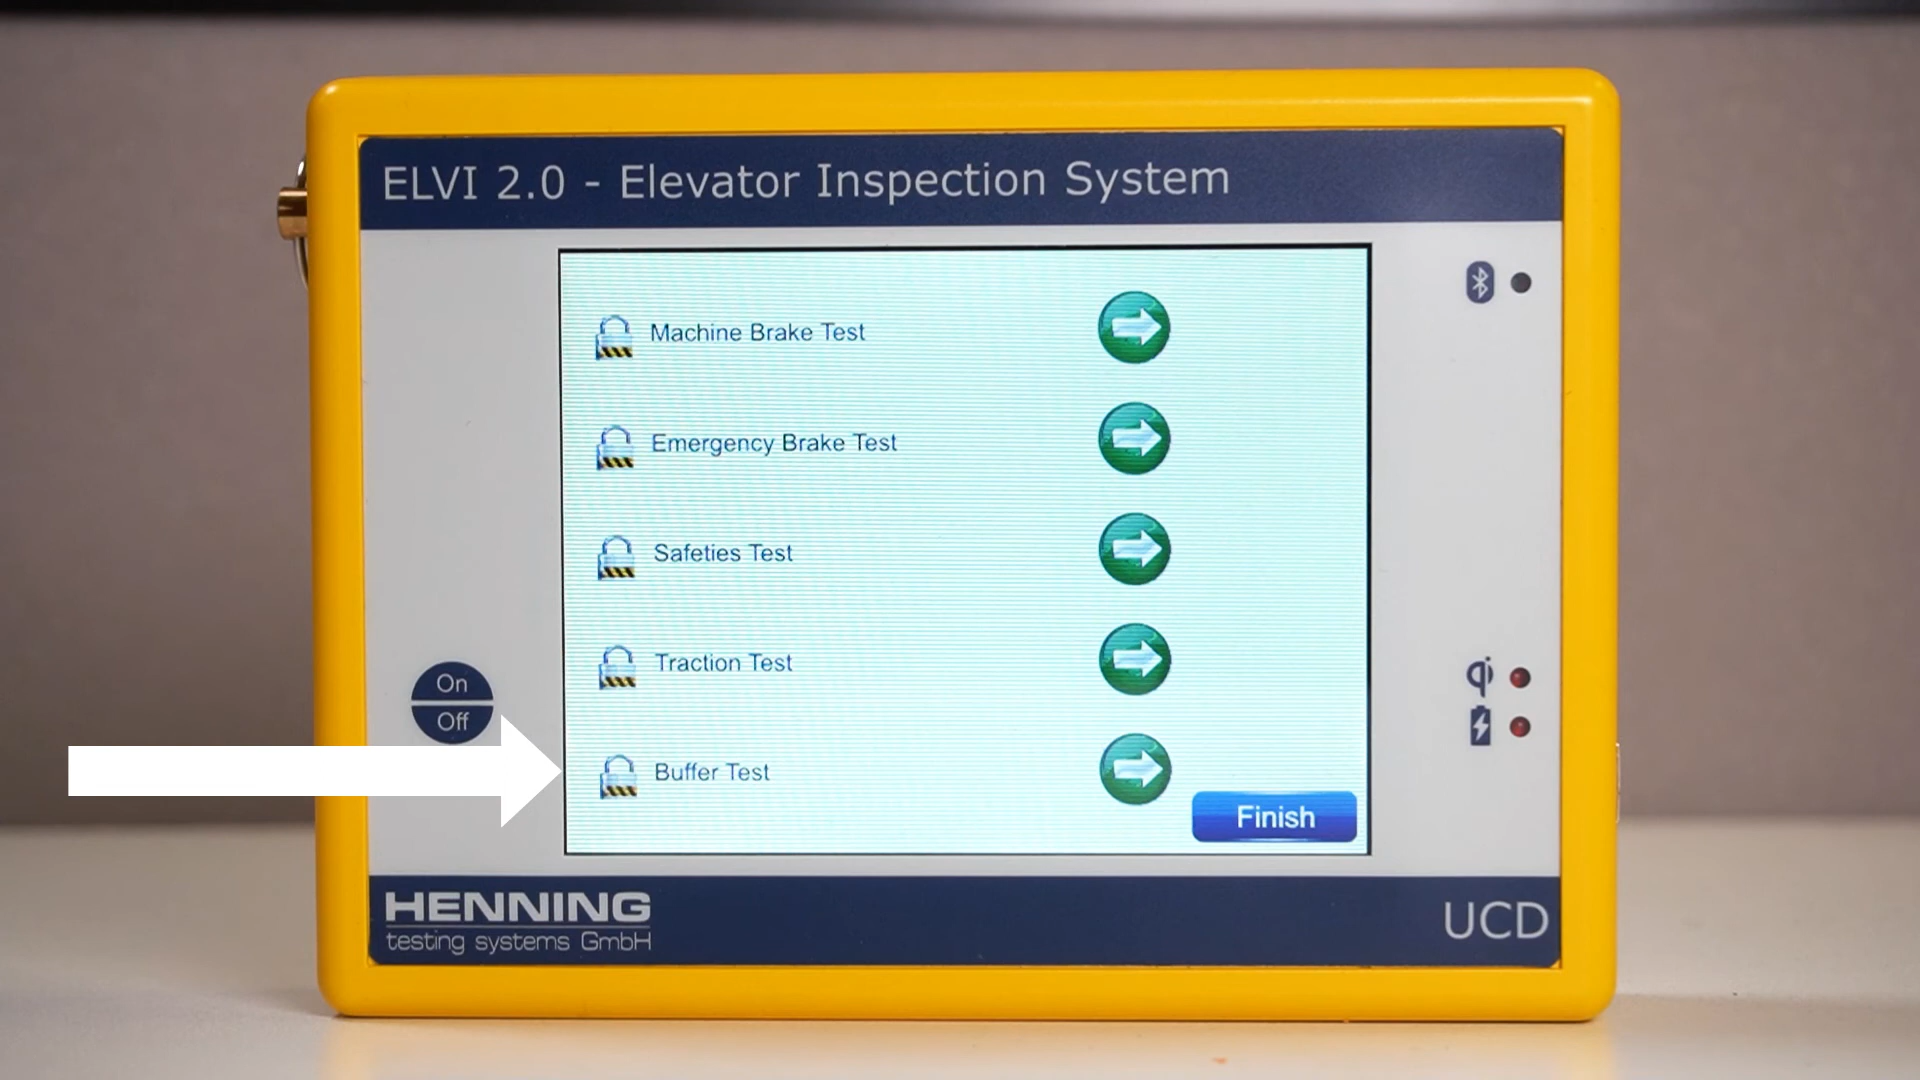 ELVI 2.0 - Elevator Inspection System
Machine Brake Test
Emergency Brake Test
Safeties Test
Traction Test
Buffer Test
Finish
On
Off
qi
HENNING
testing systems GmbH
UCD